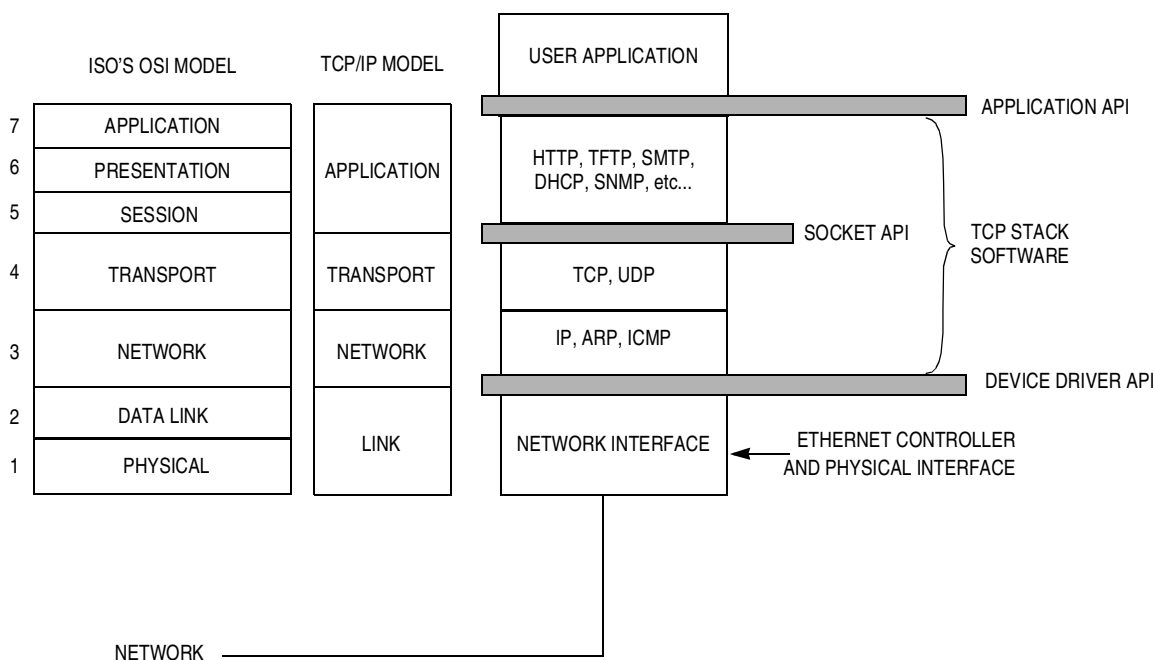 ISO'S OSI MODEL
TCP/IP MODEL
USER APPLICATION
APPLICATION API
7
APPLICATION
6
PRESENTATION
5
SESSION
4
TRANSPORT
3
NETWORK
2
DATA LINK
1
PHYSICAL
APPLICATION
TRANSPORT
NETWORK
LINK
HTTP, TFTP, SMTP,
DHCP, SNMP, etc...
SOCKET API
TCP, UDP
IP, ARP, ICMP
TCP STACK
SOFTWARE
DEVICE DRIVER API
NETWORK INTERFACE
ETHERNET CONTROLLER
AND PHYSICAL INTERFACE
NETWORK